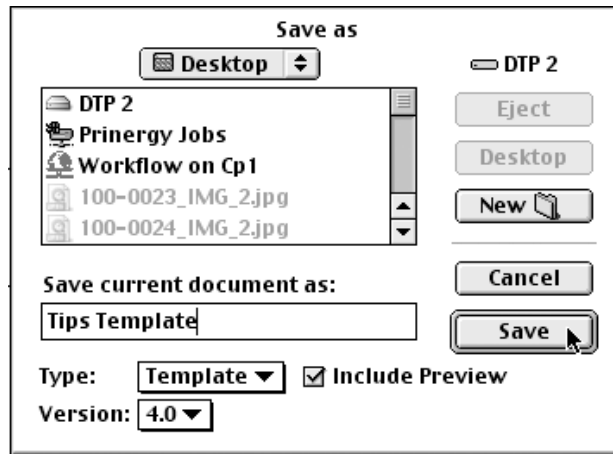 Save as
Desktop
DTP 2
DTP 2
Prinergy Jobs
Workflow on Cp1
100-0023_IMG_2.jpg
100-0024_IMG_2.jpg
Eject
Desktop
New
Save current document as:
Tips Template
Cancel
Save
Type: Template Include Preview
Version: 4.0